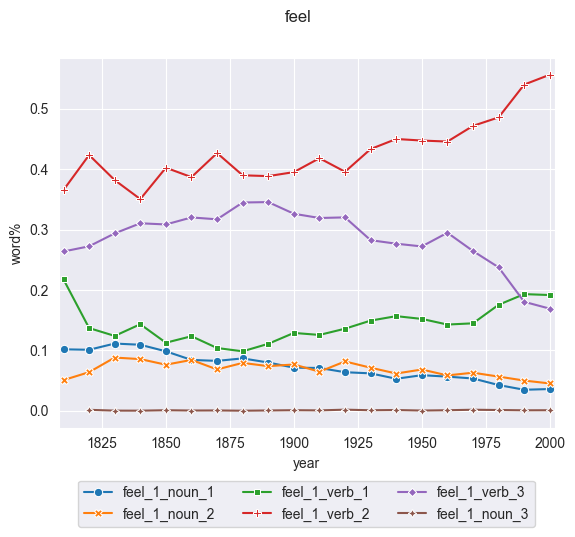 feel
0.5
0.4
0.3
0.2
0.1
0.0
word%
1825 1850 1875 1900 1925 1950 1975 2000
year
feel_1_noun_1 feel_1_verb_1 feel_1_verb_3
feel_1_noun_2 feel_1_verb_2 feel_1_noun_3